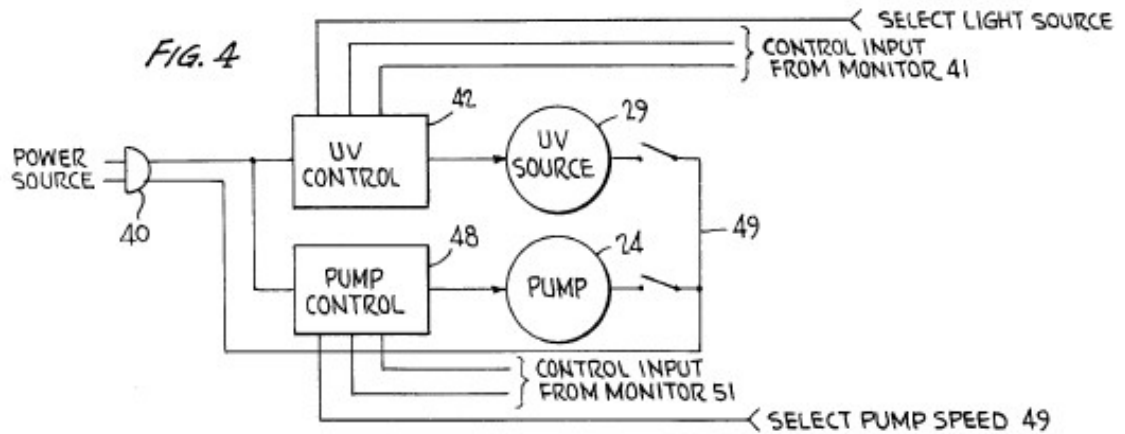 FIG. 4
SELECT LIGHT SOURCE
CONTROL INPUT
FROM MONITOR 41
42
UV
CONTROL
29
UV
SOURCE
POWER
SOURCE
40
49
48
PUMP
CONTROL
24
PUMP
CONTROL INPUT
FROM MONITOR 51
SELECT PUMP SPEED 49